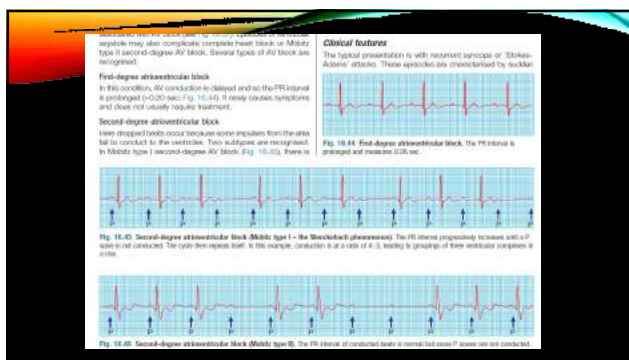 asystole may also complicate complete heart block or Mobitz
type II second-degree AV block. Several types of AV block are
recognised.
First-degree atrioventricular block
In this condition, AV conduction is delayed and so the PR interval
is prolonged (>0.20 sec; Fig. 16.44). It rarely causes symptoms
and does not usually require treatment.
Second-degree atrioventricular block
Here dropped beats occur because some impulses from the atria
fail to conduct to the ventricles. Two subtypes are recognised.
In Mobitz type I second-degree AV block (Fig. 16.45), there is
Clinical features
The typical presentation is with recurrent syncope or 'Stokes–
Adams' attacks. These episodes are characterised by sudden
Fig. 16.44 First-degree atrioventricular block. The PR interval is
prolonged and measures 0.26 sec.
P P P P P P P P P P P
Fig. 16.45 Second-degree atrioventricular block (Mobitz type I – the Wenckebach phenomenon). The PR interval progressively increases until a P
wave is not conducted. The cycle then repeats itself. In this example, conduction is at a ratio of 4:3, leading to groupings of three ventricular complexes in
a row.
P P P P P P P P P P P
Fig. 16.46 Second-degree atrioventricular block (Mobitz type II). The PR interval of conducted beats is normal but some P waves are not conducted.